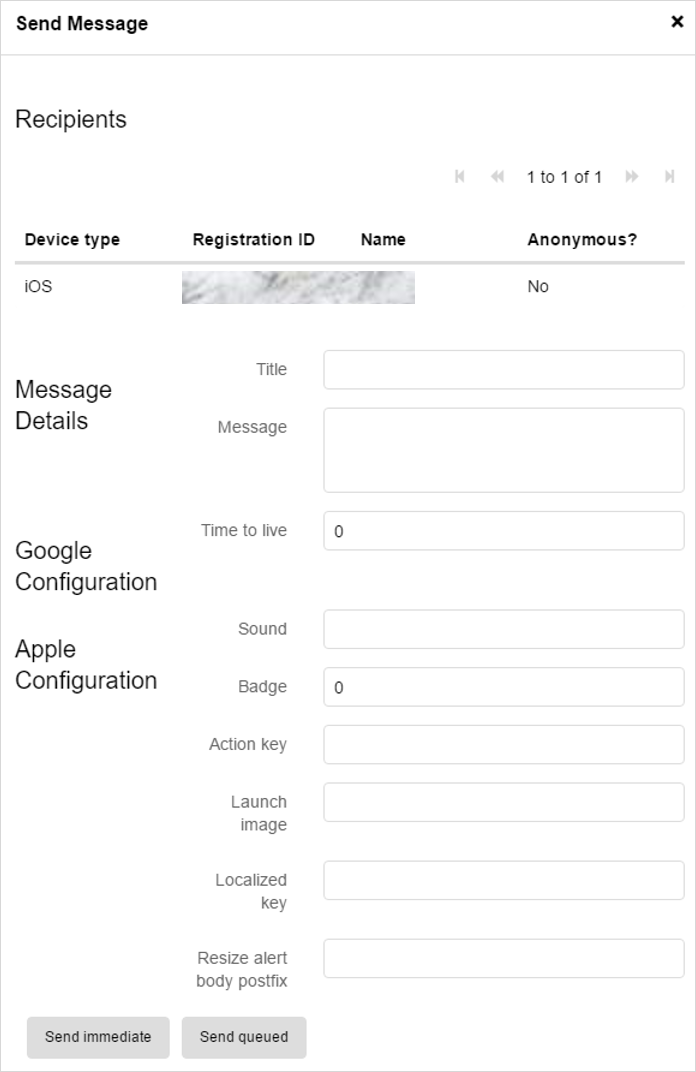 Send Message
Recipients
1 to 1 of 1
Device type Registration ID Name Anonymous?
iOS No
Message
Details
Title
Message
Google
Configuration
Time to live 0
Apple
Configuration
Sound
Badge 0
Action key
Launch
image
Localized
key
Resize alert
body postfix
Send immediate Send queued